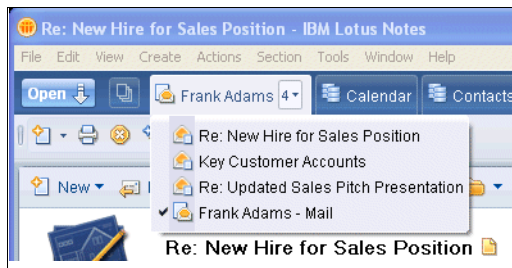 Re: New Hire for Sales Position - IBM Lotus Notes
File Edit View Create Actions Section Tools Window Help
Open Frank Adams 4 Calendar Contacts
Re: New Hire for Sales Position
Key Customer Accounts
New Re: Updated Sales Pitch Presentation
Frank Adams - Mail
Re: New Hire for Sales Position